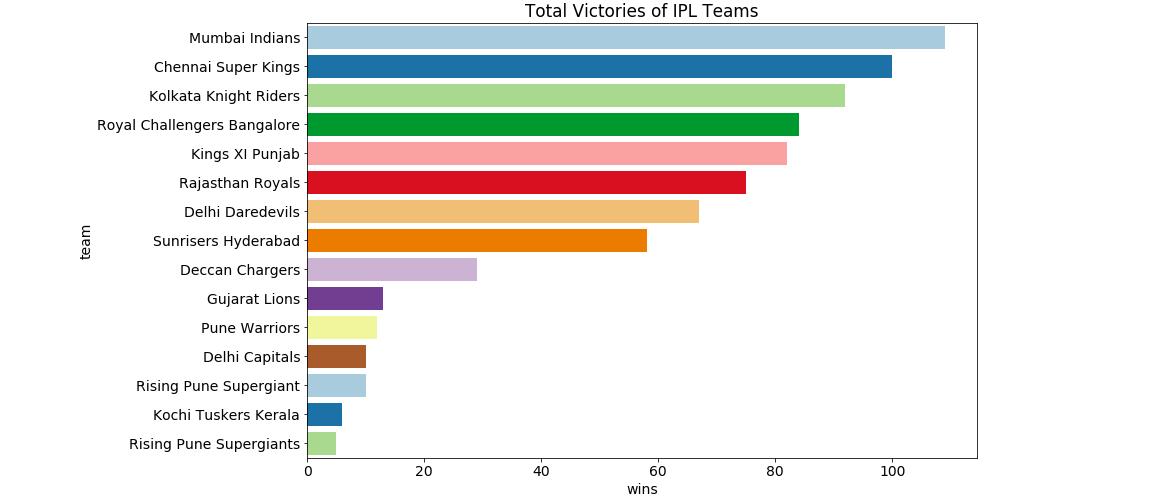 Total Victories of IPL Teams
Mumbai Indians
Chennai Super Kings
Kolkata Knight Riders
Royal Challengers Bangalore
Kings XI Punjab
Rajasthan Royals
Delhi Daredevils
Sunrisers Hyderabad
Deccan Chargers
Gujarat Lions
Pune Warriors
Delhi Capitals
Rising Pune Supergiant
Kochi Tuskers Kerala
Rising Pune Supergiants
team
0 20 40 60 80 100
wins